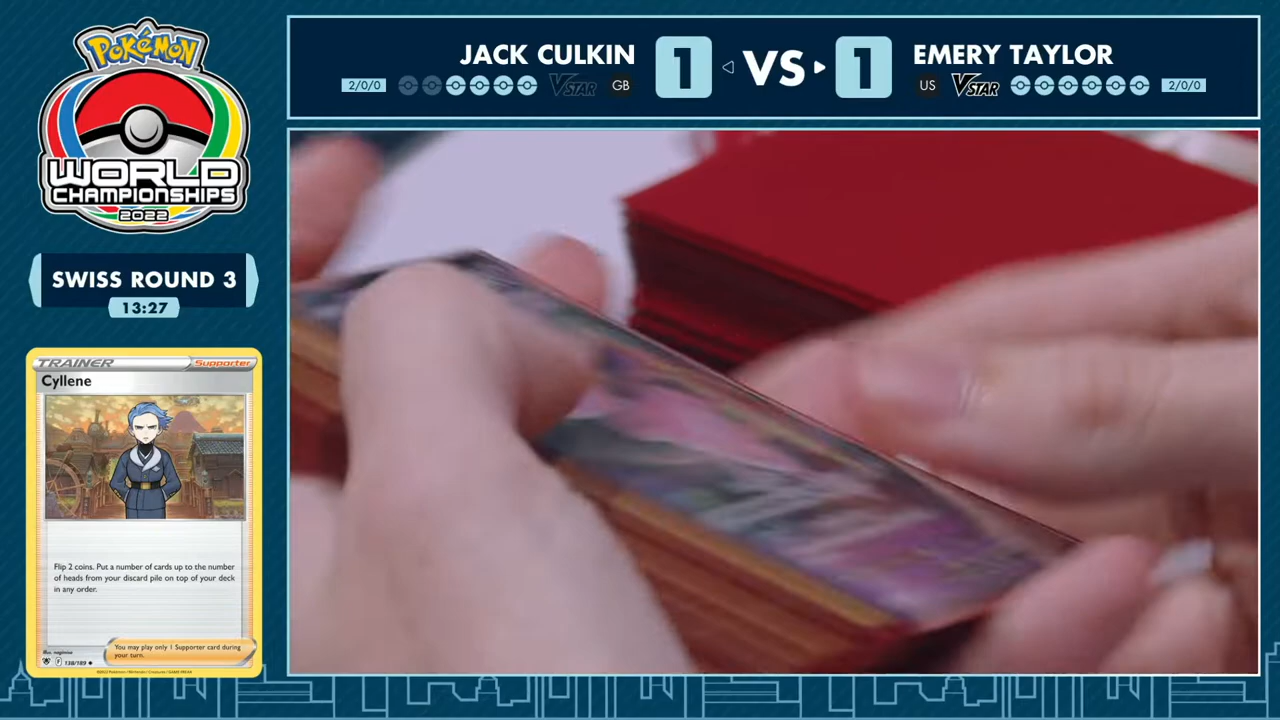 POKéMON
WORLD
CHAMPIONSHIPS
2022
JACK CULKIN
1
VS
1
EMERY TAYLOR
2/0/0
VSTAR
GB
US
VSTAR
2/0/0
SWISS ROUND 3
13:27
TRAINER
Supporter
Cyllene
Flip 2 coins. Put a number of cards up to the number
of heads from your discard pile on top of your deck
in any order.
You may play only 1 Supporter card during
your turn.
138/189